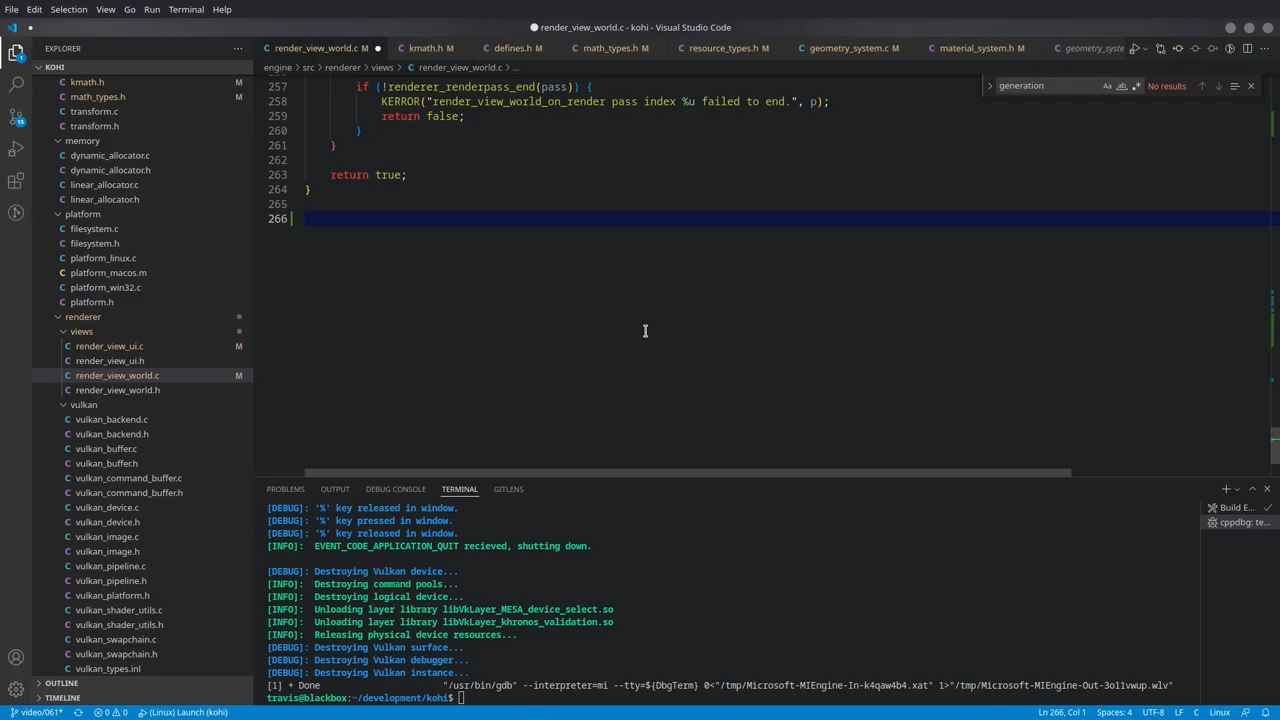 File Edit Selection View Go Run Terminal Help
render_view_world.c - kohi - Visual Studio Code
EXPLORER
KOHI
kmath.h M
math_types.h M
transform.c
transform.h
memory
dynamic_allocator.c
dynamic_allocator.h
linear_allocator.c
linear_allocator.h
platform
filesystem.c
filesystem.h
platform_linux.c
platform_macos.m
platform_win32.c
platform.h
renderer
views
render_view_ui.c M
render_view_ui.h
render_view_world.c M
render_view_world.h
vulkan
vulkan_backend.c
vulkan_backend.h
vulkan_buffer.c
vulkan_buffer.h
vulkan_command_buffer.c
vulkan_command_buffer.h
vulkan_device.c
vulkan_device.h
vulkan_image.c
vulkan_image.h
vulkan_pipeline.c
vulkan_pipeline.h
vulkan_platform.h
vulkan_shader_utils.c
vulkan_shader_utils.h
vulkan_swapchain.c
vulkan_swapchain.h
vulkan_types.inl
OUTLINE
TIMELINE
1
15
render_view_world.c kmath.h M defines.h M math_types.h M resource_types.h M geometry_system.c material_system.h M geometry_syste
engine > src > renderer > views > render_view_world.c > ...
generation Aa ab .* No results
257 if (!renderer_renderpass_end(pass)) {
258 KERROR("render_view_world_on_render pass index %u failed to end.", p);
259 return false;
260 }
261 }
262
263 return true;
264 }
265
266
PROBLEMS OUTPUT DEBUG CONSOLE TERMINAL GITLENS
[DEBUG]: '%' key released in window.
[DEBUG]: '%' key pressed in window.
[DEBUG]: '%' key released in window.
[INFO]: EVENT_CODE_APPLICATION_QUIT recieved, shutting down.
[DEBUG]: Destroying Vulkan device...
[INFO]: Destroying command pools...
[INFO]: Destroying logical device...
[INFO]: Unloading layer library libVkLayer_MESA_device_select.so
[INFO]: Unloading layer library libVkLayer_khronos_validation.so
[INFO]: Releasing physical device resources...
[DEBUG]: Destroying Vulkan surface...
[DEBUG]: Destroying Vulkan debugger...
[DEBUG]: Destroying Vulkan instance...
[1] + Done "/usr/bin/gdb" --interpreter=mi --tty=${DbgTerm} 0<"/tmp/Microsoft-MIEngine-In-k4qaw4b4.xat" 1>"/tmp/Microsoft-MIEngine-Out-3o11vwup.wlv"
travis@blackbox:~/development/kohi$
Build E...
cppdbg: te...
video/061* 0 0 (Linux) Launch (kohi) Ln 266, Col 1 Spaces: 4 UTF-8 LF C Linux